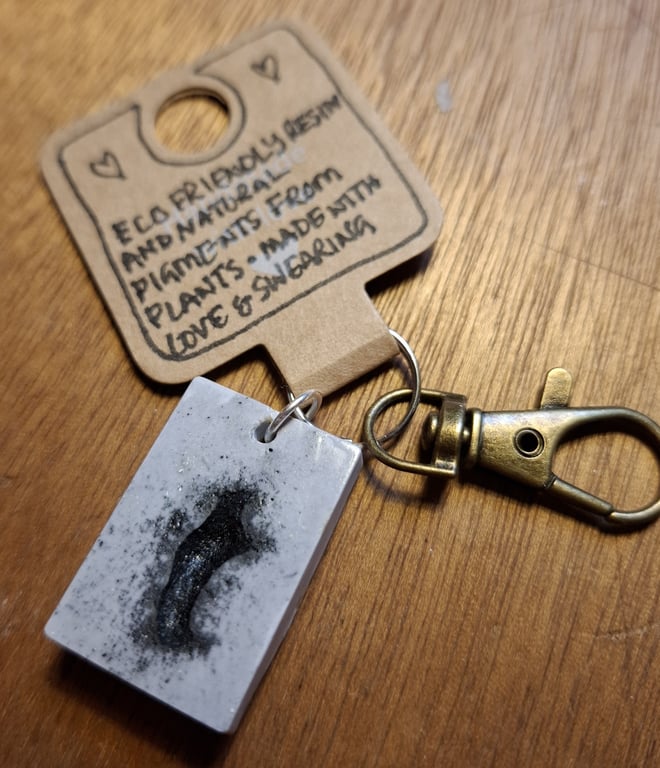 ECO FRIENDLY RESIN
AND NATURAL
PIGMENTS FROM
PLANTS • MADE WITH
LOVE & SWEARING